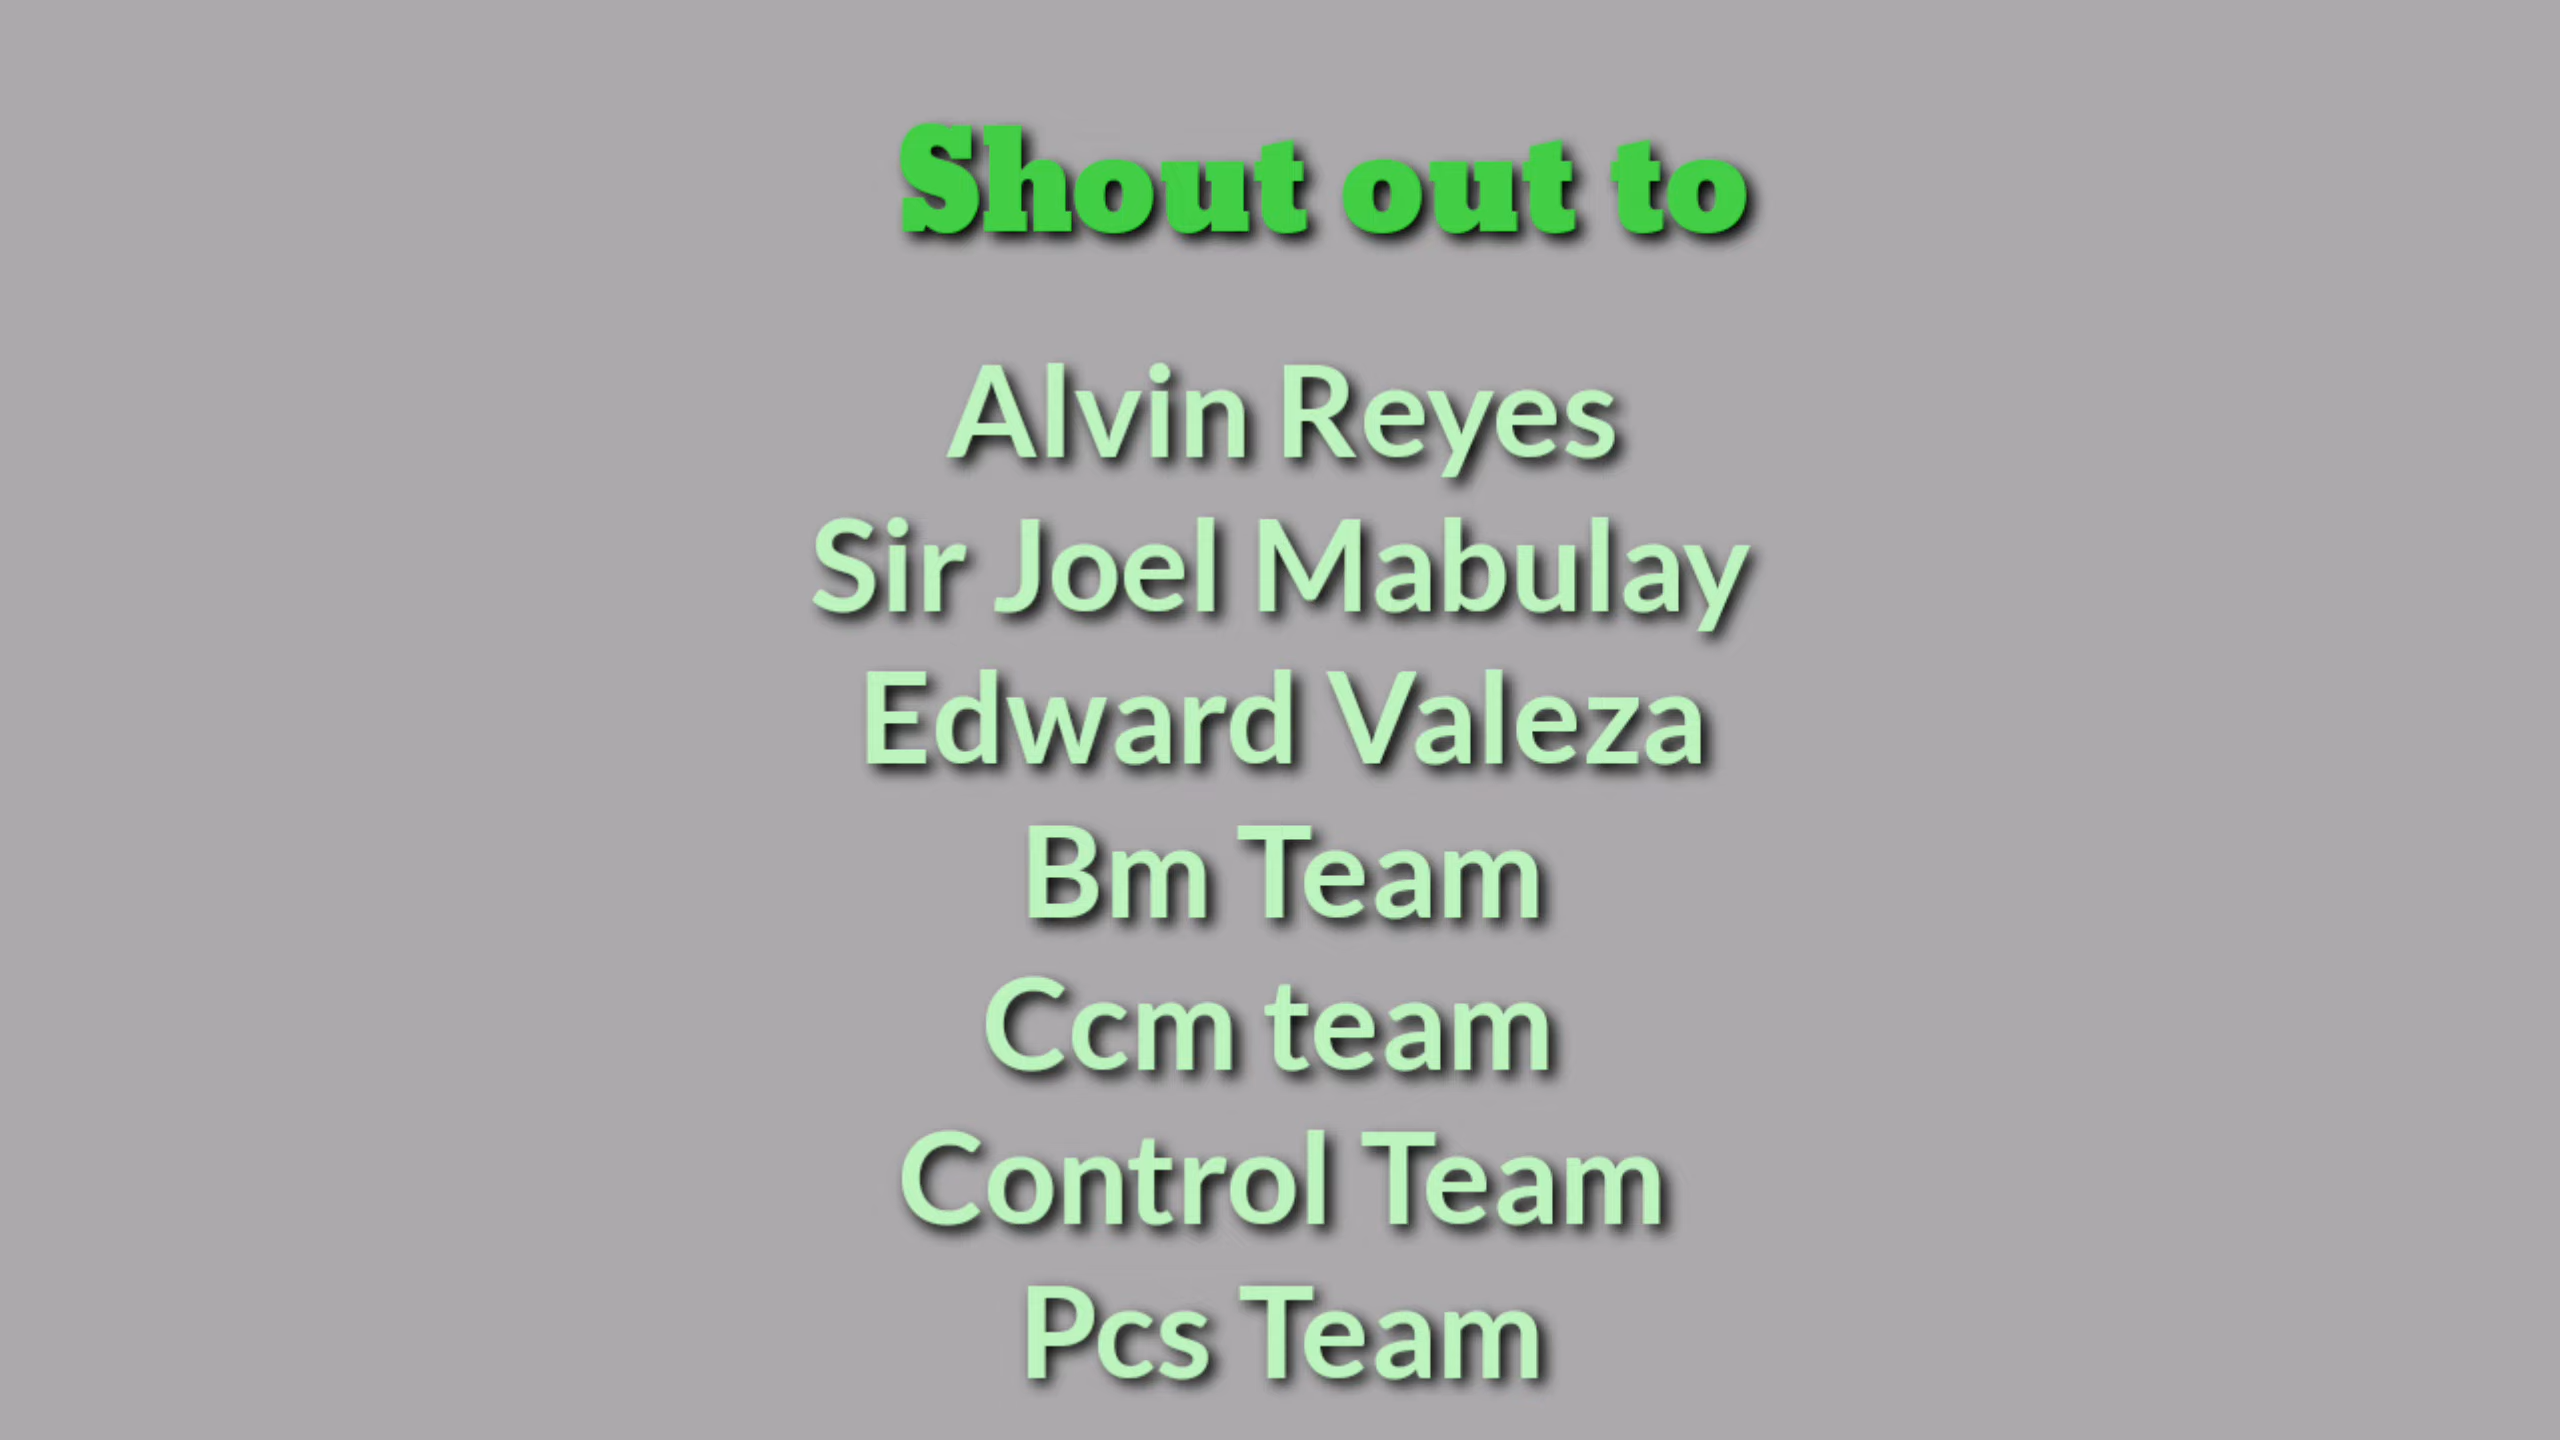 Shout out to
Alvin Reyes
Sir Joel Mabulay
Edward Valeza
Bm Team
Ccm team
Control Team
Pcs Team